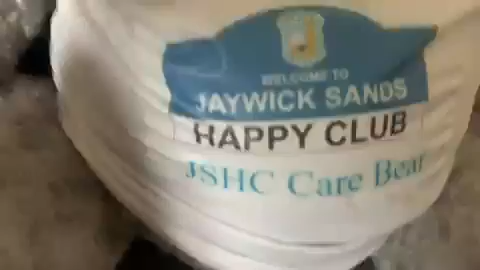 WELCOME TO
JAYWICK SANDS
HAPPY CLUB
JSHC Care Bear